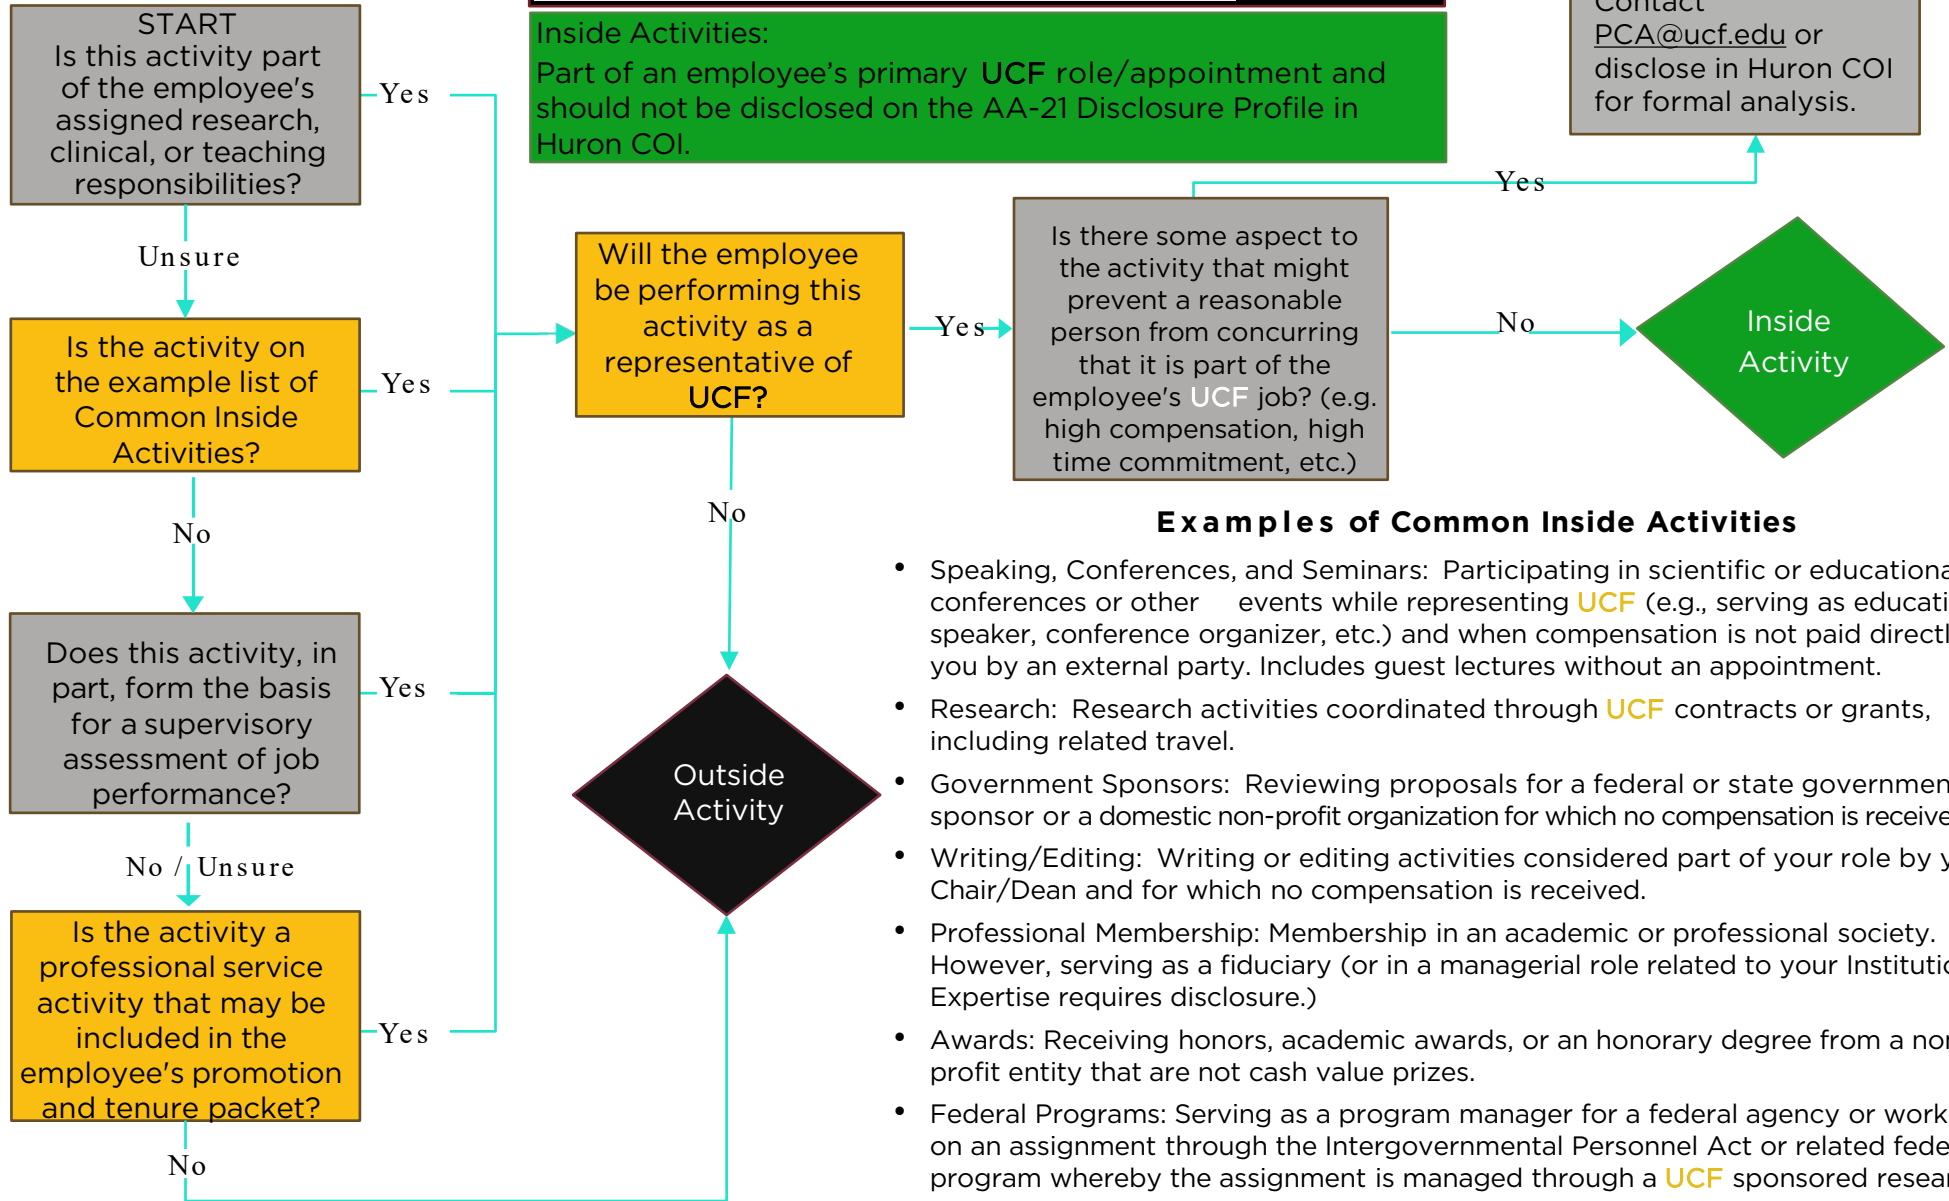 START
Is this activity part
of the employee's
assigned research,
clinical, or teaching
responsibilities?
Yes
Unsure
Is the activity on
the example list of
Common Inside
Activities?
Yes
No
Does this activity, in
part, form the basis
for a supervisory
assessment of job
performance?
Yes
No / Unsure
Is the activity a
professional service
activity that may be
included in the
employee's promotion
and tenure packet?
Yes
No
Inside Activities:
Part of an employee’s primary UCF role/appointment and
should not be disclosed on the AA-21 Disclosure Profile in
Huron COI.
Will the employee
be performing this
activity as a
representative of
UCF?
Yes
No
Outside
Activity
Is there some aspect to
the activity that might
prevent a reasonable
person from concurring
that it is part of the
employee's UCF job? (e.g.
high compensation, high
time commitment, etc.)
Yes
No
Contact
PCA@ucf.edu or
disclose in Huron COI
for formal analysis.
Inside
Activity
Examples of Common Inside Activities
• Speaking, Conferences, and Seminars: Participating in scientific or educationa
conferences or other events while representing UCF (e.g., serving as educati
speaker, conference organizer, etc.) and when compensation is not paid directl
you by an external party. Includes guest lectures without an appointment.
• Research: Research activities coordinated through UCF contracts or grants,
including related travel.
• Government Sponsors: Reviewing proposals for a federal or state governmen
sponsor or a domestic non-profit organization for which no compensation is receive
• Writing/Editing: Writing or editing activities considered part of your role by y
Chair/Dean and for which no compensation is received.
• Professional Membership: Membership in an academic or professional society.
However, serving as a fiduciary (or in a managerial role related to your Institutio
Expertise requires disclosure.)
• Awards: Receiving honors, academic awards, or an honorary degree from a non
profit entity that are not cash value prizes.
• Federal Programs: Serving as a program manager for a federal agency or work
on an assignment through the Intergovernmental Personnel Act or related fede
program whereby the assignment is managed through a UCF sponsored resear